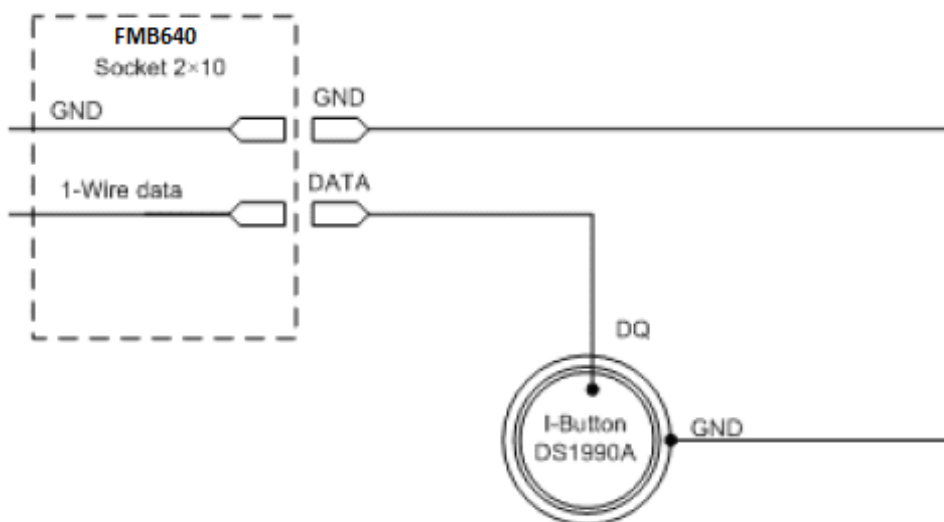 FMB640
Socket 2×10
GND
GND
1-Wire data
DATA
DQ
I-Button
DS1990A
GND